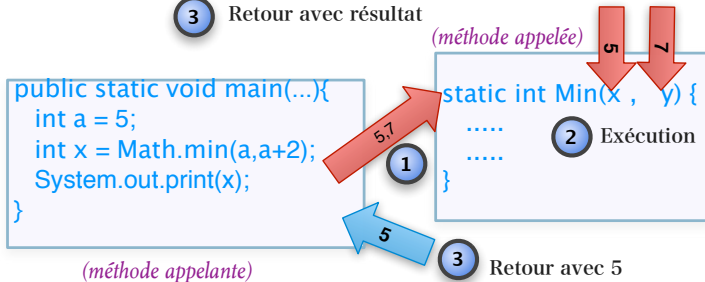 3 Retour avec résultat
(méthode appelée)
5 7
public static void main(...){
int a = 5;
int x = Math.min(a,a+2);
System.out.print(x);
}
(méthode appelante)
5,7
1
static int Min(x , y) {
.....
.....
}
2 Exécution
5
3 Retour avec 5